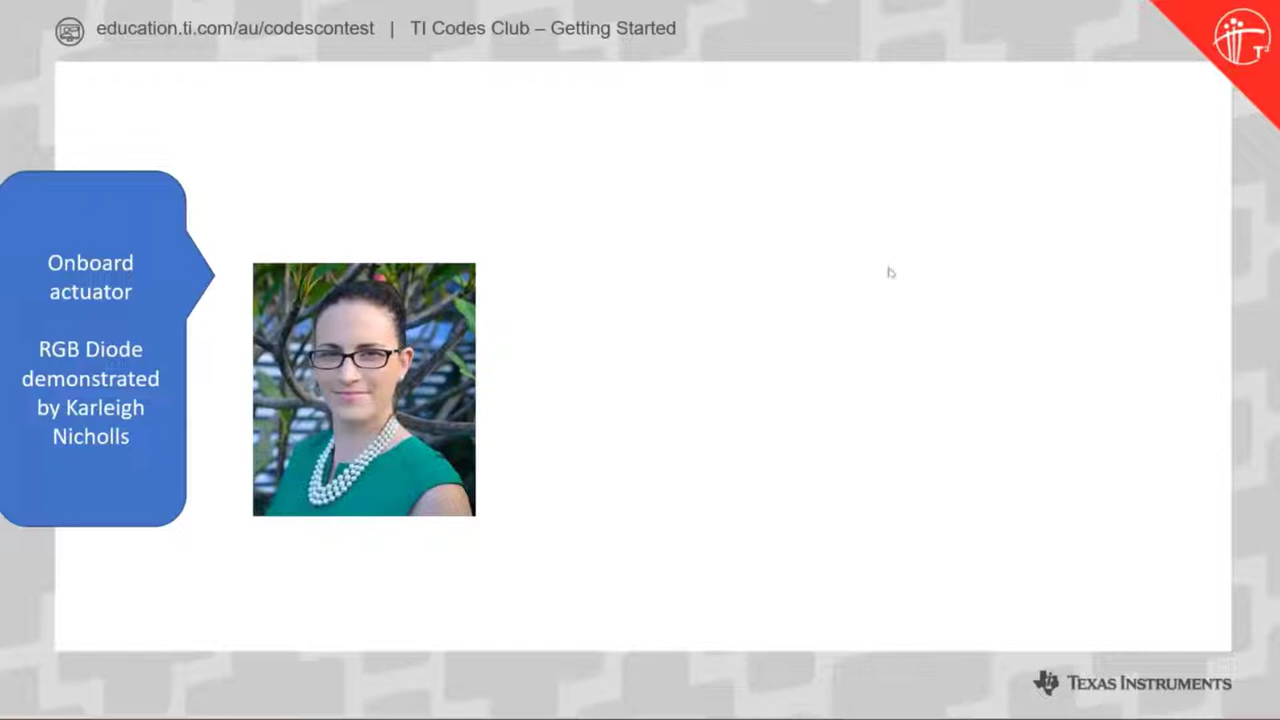 education.ti.com/au/codescontest | TI Codes Club – Getting Started
Onboard
actuator
RGB Diode
demonstrated
by Karleigh
Nicholls
TEXAS INSTRUMENTS